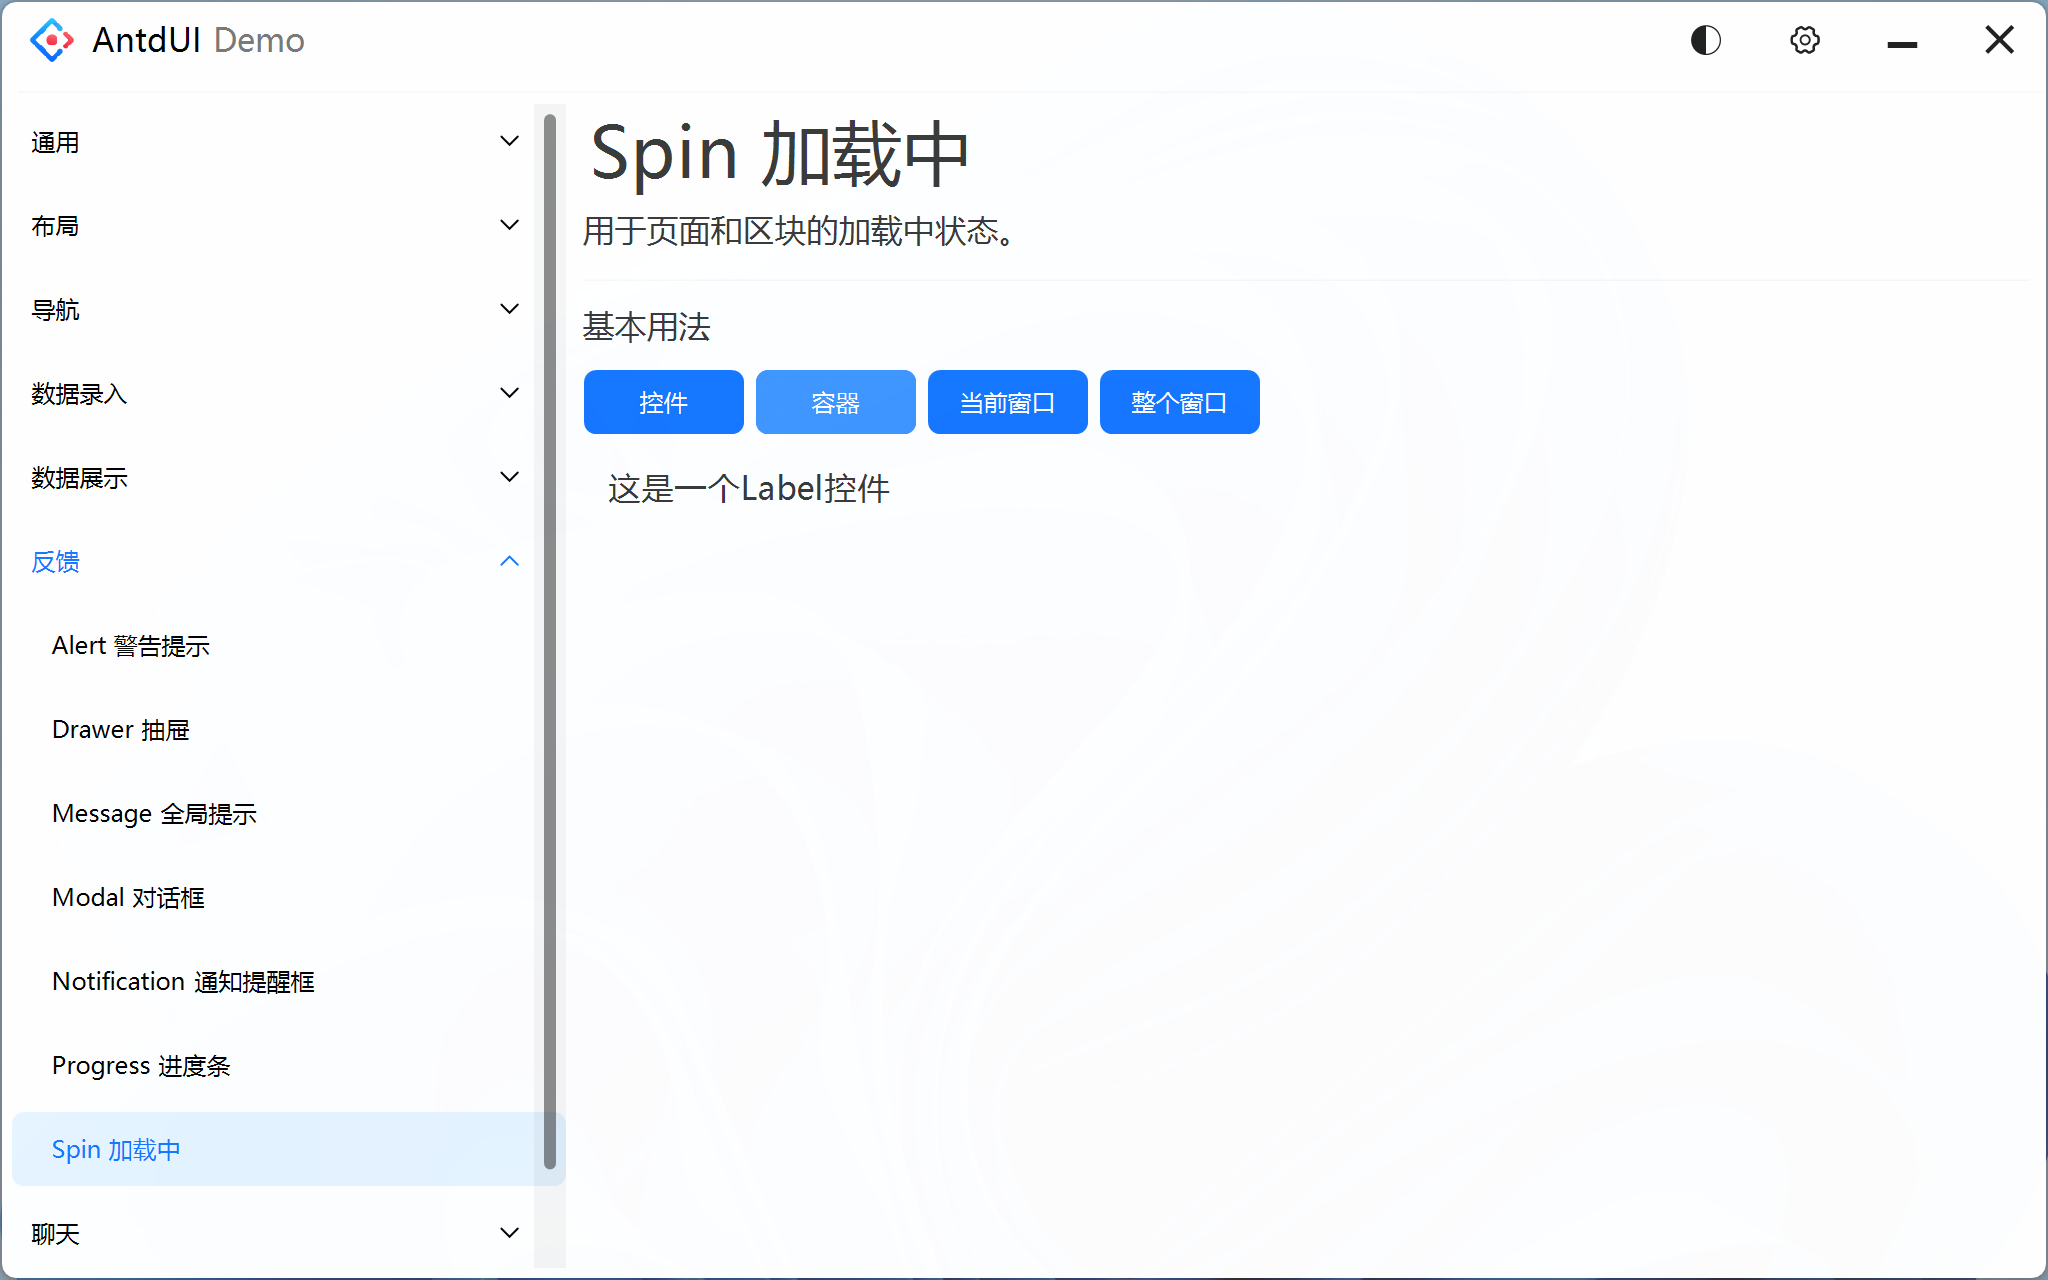 AntdUI Demo
通用
布局
导航
数据录入
数据展示
反馈
Alert 警告提示
Drawer 抽屉
Message 全局提示
Modal 对话框
Notification 通知提醒框
Progress 进度条
Spin 加载中
聊天
Spin 加载中
用于页面和区块的加载中状态。
基本用法
控件 容器 当前窗口 整个窗口
这是一个Label控件